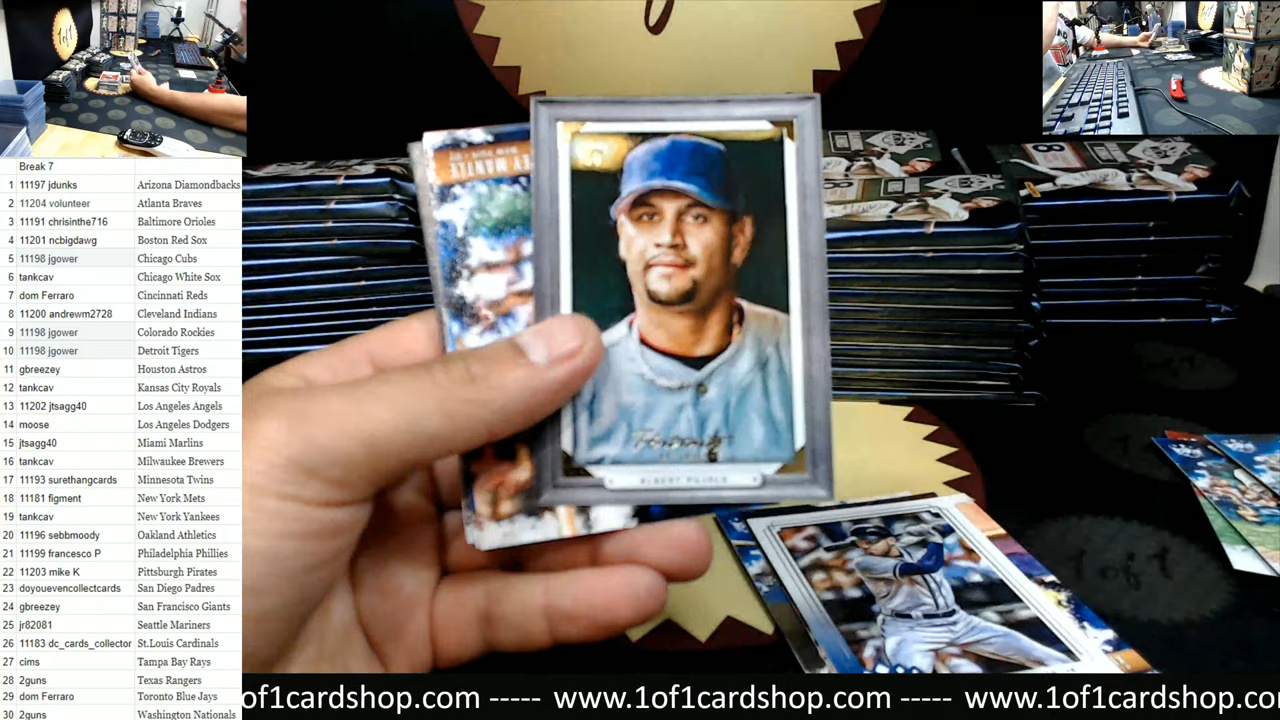 Break 7
1 11197 jdunks Arizona Diamondbacks
2 11204 volunteer Atlanta Braves
3 11191 chrisinthe716 Baltimore Orioles
4 11201 ncbigdawg Boston Red Sox
5 11198 jgower Chicago Cubs
6 tankcav Chicago White Sox
7 dom Ferraro Cincinnati Reds
8 11200 andrewm2728 Cleveland Indians
9 11198 jgower Colorado Rockies
10 11198 jgower Detroit Tigers
11 gbreezey Houston Astros
12 tankcav Kansas City Royals
13 11202 jtsagg40 Los Angeles Angels
14 moose Los Angeles Dodgers
15 jtsagg40 Miami Marlins
16 tankcav Milwaukee Brewers
17 11193 surethangcards Minnesota Twins
18 11181 figment New York Mets
19 tankcav New York Yankees
20 11196 sebbmoody Oakland Athletics
21 11199 francesco P Philadelphia Phillies
22 11203 mike K Pittsburgh Pirates
23 doyouevencollectcards San Diego Padres
24 gbreezey San Francisco Giants
25 jr82081 Seattle Mariners
26 11183 dc_cards_collector St.Louis Cardinals
27 cims Tampa Bay Rays
28 2guns Texas Rangers
29 dom Ferraro Toronto Blue Jays
30 2guns Washington Nationals
EY MANTLE
ALBERT PUJOLS
of1cardshop.com ----- www.1of1cardshop.com ----- www.1of1cardshop.co